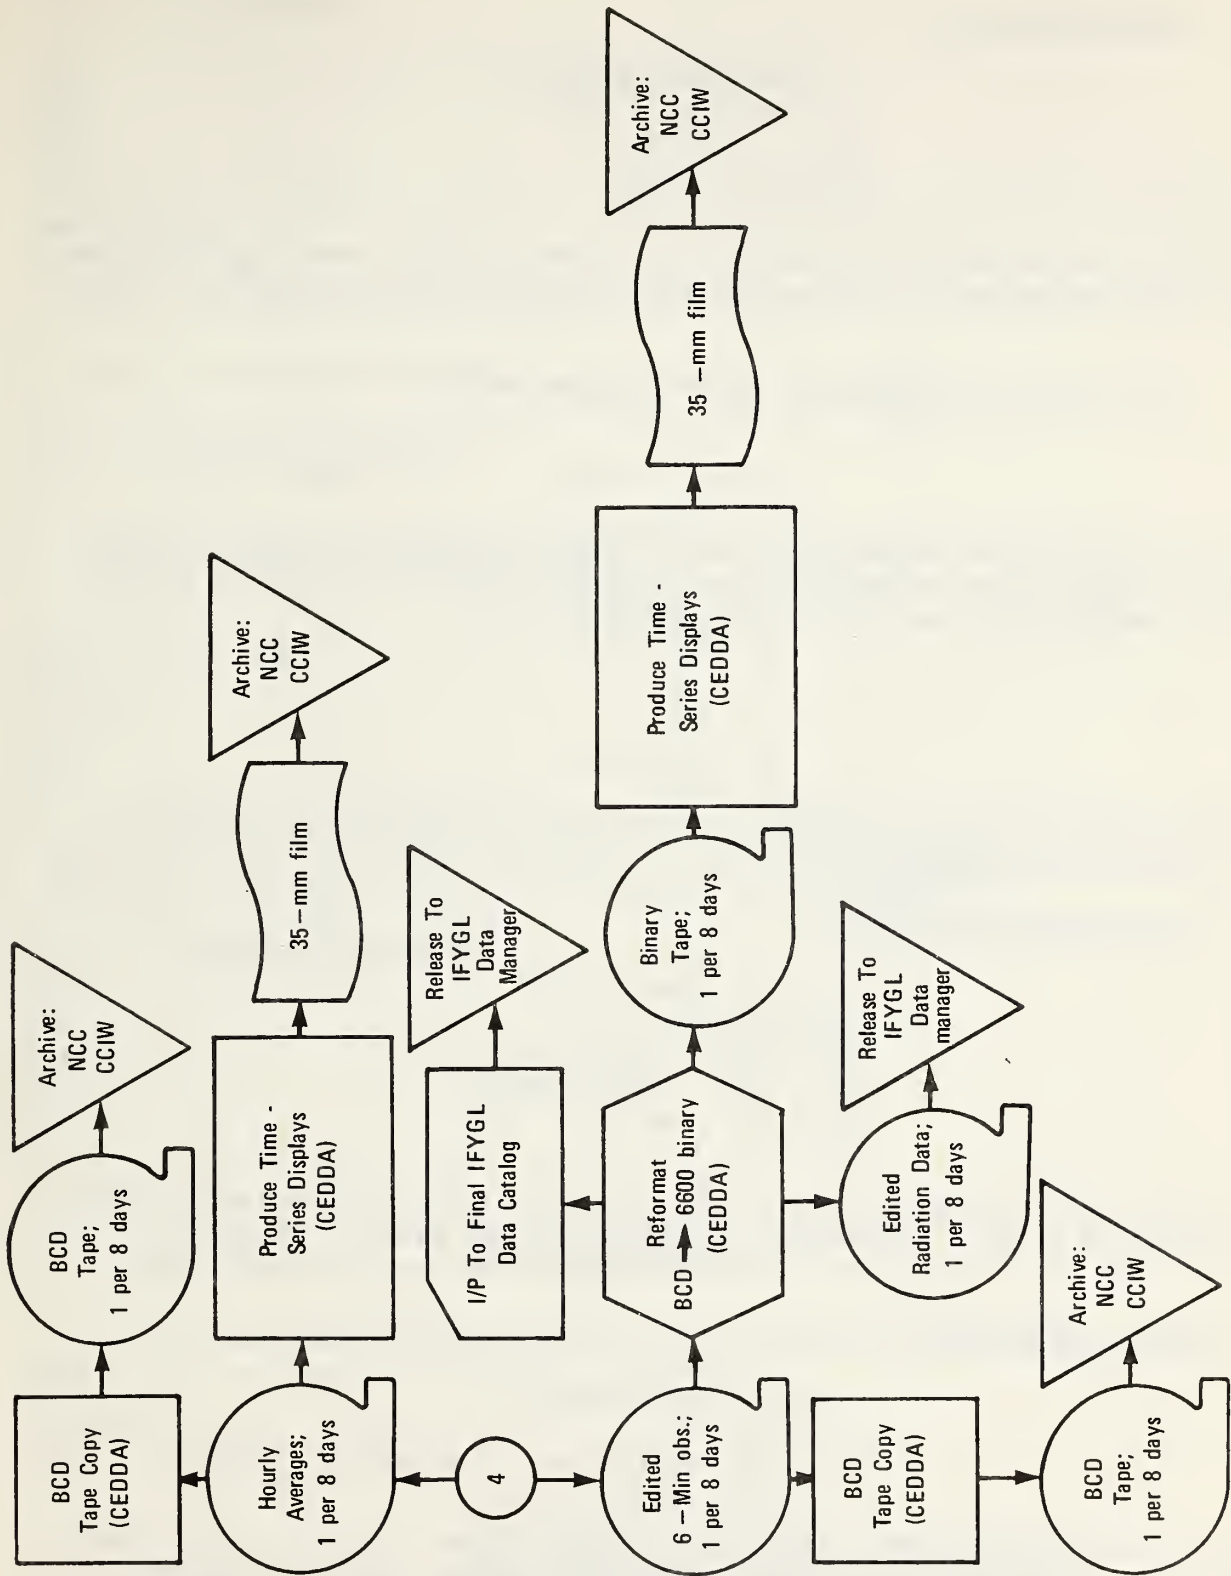 BCD
Tape Copy
(CEDDA)
BCD
Tape;
1 per 8 days
Archive:
NCC
CCIW
Hourly
Averages;
1 per 8 days
Produce Time -
Series Displays
(CEDDA)
35 – mm film
Archive:
NCC
CCIW
4
I/P To Final IFYGL
Data Catalog
Release To
IFYGL
Data
Manager
Edited
6 – Min obs.;
1 per 8 days
Reformat
BCD → 6600 binary
(CEDDA)
Binary
Tape;
1 per 8 days
Produce Time -
Series Displays
(CEDDA)
35 – mm film
Archive:
NCC
CCIW
BCD
Tape Copy
(CEDDA)
Edited
Radiation Data;
1 per 8 days
Release To
IFYGL
Data
manager
BCD
Tape;
1 per 8 days
Archive:
NCC
CCIW